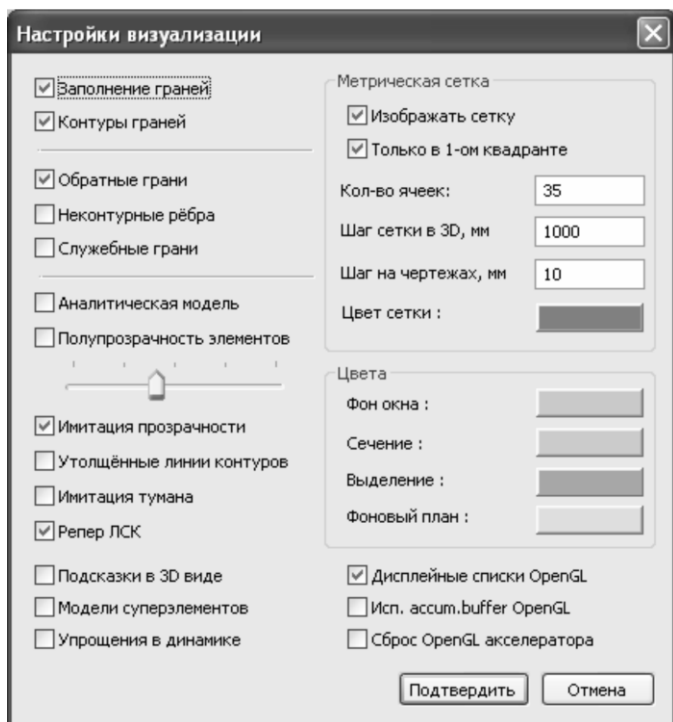 Настройки визуализации
Заполнение граней
Контуры граней
Обратные грани
Неконтурные рёбра
Служебные грани
Аналитическая модель
Полупрозрачность элементов
Имитация прозрачности
Утолщённые линии контуров
Имитация тумана
Репер ЛСК
Подсказки в 3D виде
Модели суперэлементов
Упрощения в динамике
Метрическая сетка
Изображать сетку
Только в 1-ом квадранте
Кол-во ячеек: 35
Шаг сетки в 3D, мм 1000
Шаг на чертежах, мм 10
Цвет сетки :
Цвета
Фон окна :
Сечение :
Выделение :
Фоновый план :
Дисплейные списки OpenGL
Исп. accum.buffer OpenGL
Сброс OpenGL акселератора
Подтвердить Отмена